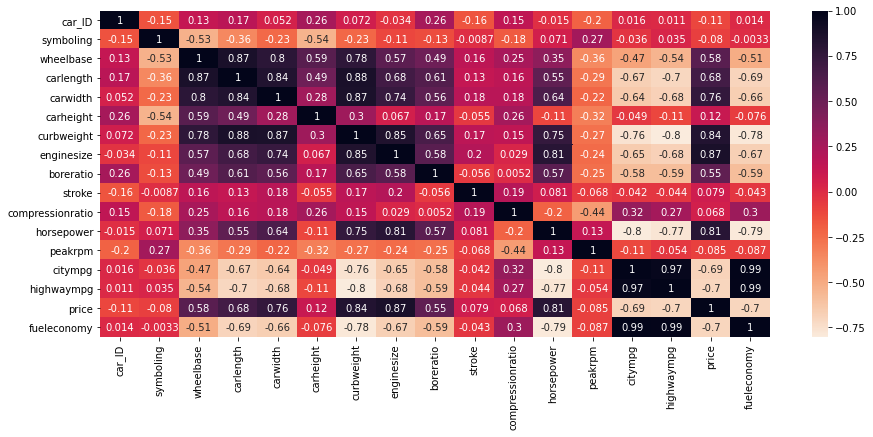 car_ID 1 -0.15 0.13 0.17 0.052 0.26 0.072 -0.034 0.26 -0.16 0.15 -0.015 -0.2 0.016 0.011 -0.11 0.014
symboling -0.15 1 -0.53 -0.36 -0.23 -0.54 -0.23 -0.11 -0.13 -0.0087 -0.18 0.071 0.27 -0.036 0.035 -0.08 -0.0033
wheelbase 0.13 -0.53 1 0.87 0.8 0.59 0.78 0.57 0.49 0.16 0.25 0.35 -0.36 -0.47 -0.54 0.58 -0.51
carlength 0.17 -0.36 0.87 1 0.84 0.49 0.88 0.68 0.61 0.13 0.16 0.55 -0.29 -0.67 -0.7 0.68 -0.69
carwidth 0.052 -0.23 0.8 0.84 1 0.28 0.87 0.74 0.56 0.18 0.18 0.64 -0.22 -0.64 -0.68 0.76 -0.66
carheight 0.26 -0.54 0.59 0.49 0.28 1 0.3 0.067 0.17 -0.055 0.26 -0.11 -0.32 -0.049 -0.11 0.12 -0.076
curbweight 0.072 -0.23 0.78 0.88 0.87 0.3 1 0.85 0.65 0.17 0.15 0.75 -0.27 -0.76 -0.8 0.84 -0.78
enginesize -0.034 -0.11 0.57 0.68 0.74 0.067 0.85 1 0.58 0.2 0.029 0.81 -0.24 -0.65 -0.68 0.87 -0.67
boreratio 0.26 -0.13 0.49 0.61 0.56 0.17 0.65 0.58 1 -0.056 0.0052 0.57 -0.25 -0.58 -0.59 0.55 -0.59
stroke -0.16 -0.0087 0.16 0.13 0.18 -0.055 0.17 0.2 -0.056 1 0.19 0.081 -0.068 -0.042 -0.044 0.079 -0.043
compressionratio 0.15 -0.18 0.25 0.16 0.18 0.26 0.15 0.029 0.0052 0.19 1 -0.2 -0.44 0.32 0.27 0.068 0.3
horsepower -0.015 0.071 0.35 0.55 0.64 -0.11 0.75 0.81 0.57 0.081 -0.2 1 0.13 -0.8 -0.77 0.81 -0.79
peakrpm -0.2 0.27 -0.36 -0.29 -0.22 -0.32 -0.27 -0.24 -0.25 -0.068 -0.44 0.13 1 -0.11 -0.054 -0.085 -0.087
citympg 0.016 -0.036 -0.47 -0.67 -0.64 -0.049 -0.76 -0.65 -0.58 -0.042 0.32 -0.8 -0.11 1 0.97 -0.69 0.99
highwaympg 0.011 0.035 -0.54 -0.7 -0.68 -0.11 -0.8 -0.68 -0.59 -0.044 0.27 -0.77 -0.054 0.97 1 -0.7 0.99
price -0.11 -0.08 0.58 0.68 0.76 0.12 0.84 0.87 0.55 0.079 0.068 0.81 -0.085 -0.69 -0.7 1 -0.7
fueleconomy 0.014 -0.0033 -0.51 -0.69 -0.66 -0.076 -0.78 -0.67 -0.59 -0.043 0.3 -0.79 -0.087 0.99 0.99 -0.7 1
car_ID
symboling
wheelbase
carlength
carwidth
carheight
curbweight
enginesize
boreratio
stroke
compressionratio
horsepower
peakrpm
citympg
highwaympg
price
fueleconomy
1.00
0.75
0.50
0.25
0.00
-0.25
-0.50
-0.75